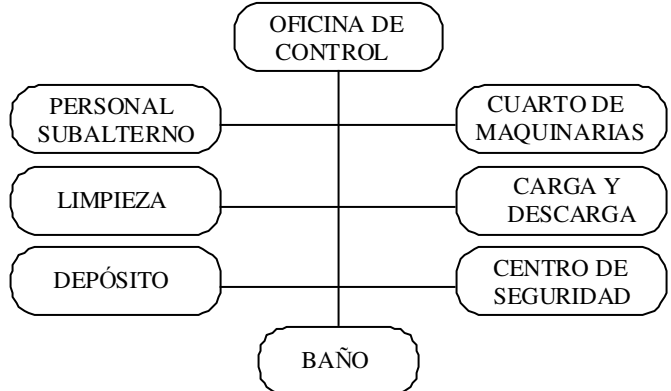 OFICINA DE
CONTROL
PERSONAL
SUBALTERNO
CUARTO DE
MAQUINARIAS
LIMPIEZA
CARGA Y
DESCARGA
DEPÓSITO
CENTRO DE
SEGURIDAD
BAÑO